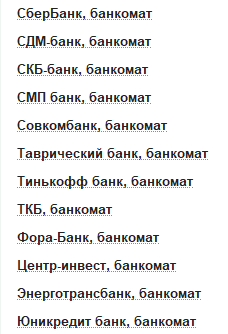 СберБанк, банкомат
СДМ-банк, банкомат
СКБ-банк, банкомат
СМП банк, банкомат
Совкомбанк, банкомат
Таврический банк, банкомат
Тинькофф банк, банкомат
ТКБ, банкомат
Фора-Банк, банкомат
Центр-инвест, банкомат
Энерготрансбанк, банкомат
Юникредит банк, банкомат